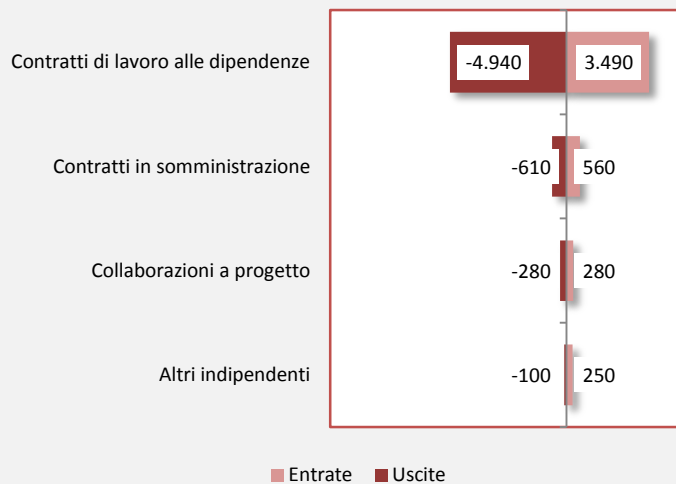 Contratti di lavoro alle dipendenze -4.940 3.490
Contratti in somministrazione -610 560
Collaborazioni a progetto -280 280
Altri indipendenti -100 250
Entrate Uscite